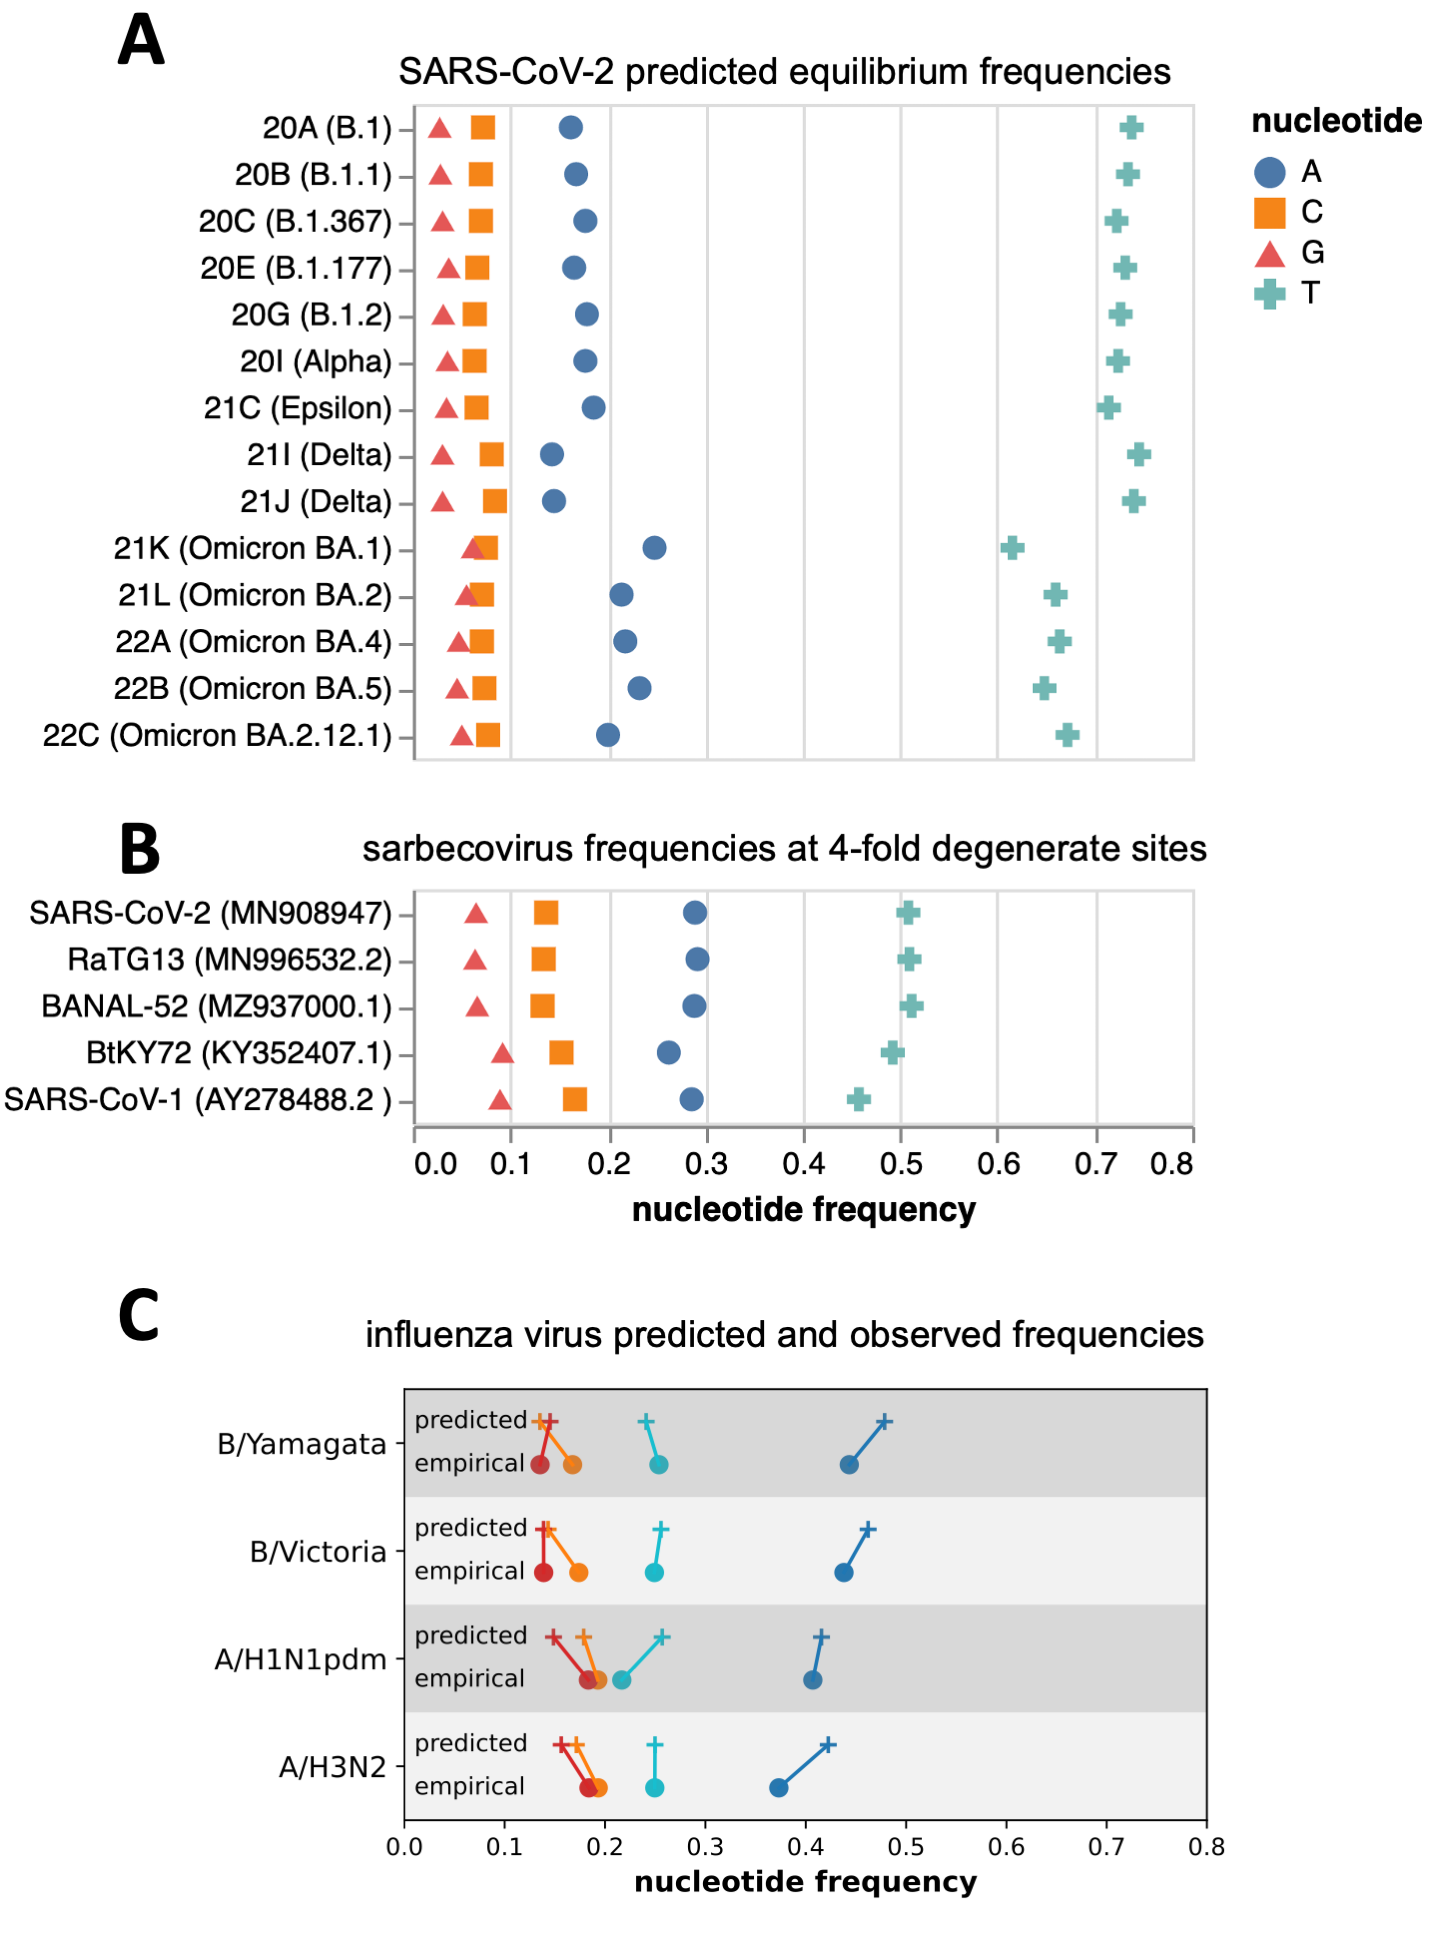 A
SARS-CoV-2 predicted equilibrium frequencies
20A (B.1)
20B (B.1.1)
20C (B.1.367)
20E (B.1.177)
20G (B.1.2)
20I (Alpha)
21C (Epsilon)
21I (Delta)
21J (Delta)
21K (Omicron BA.1)
21L (Omicron BA.2)
22A (Omicron BA.4)
22B (Omicron BA.5)
22C (Omicron BA.2.12.1)
nucleotide
A
C
G
T
B
sarbecovirus frequencies at 4-fold degenerate sites
SARS-CoV-2 (MN908947)
RaTG13 (MN996532.2)
BANAL-52 (MZ937000.1)
BtKY72 (KY352407.1)
SARS-CoV-1 (AY278488.2 )
0.0 0.1 0.2 0.3 0.4 0.5 0.6 0.7 0.8
nucleotide frequency
C
influenza virus predicted and observed frequencies
B/Yamagata
predicted
empirical
B/Victoria
predicted
empirical
A/H1N1pdm
predicted
empirical
A/H3N2
predicted
empirical
0.0 0.1 0.2 0.3 0.4 0.5 0.6 0.7 0.8
nucleotide frequency